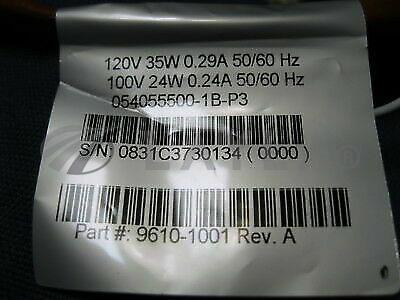 120V 35W 0.29A 50/60 Hz
100V 24W 0.24A 50/60 Hz
054055500-1B-P3
S/N: 0831C3730134 ( 0000 )
Part #: 9610-1001 Rev. A